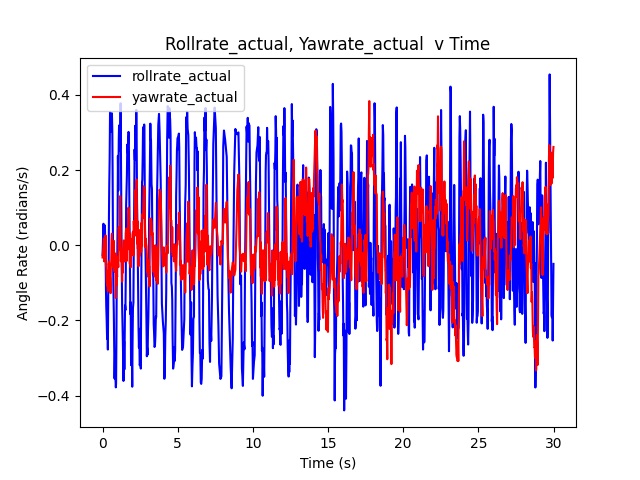 Rollrate_actual, Yawrate_actual  v Time
rollrate_actual
yawrate_actual
0.4
0.2
0.0
−0.2
−0.4
Angle Rate (radians/s)
0 5 10 15 20 25 30
Time (s)